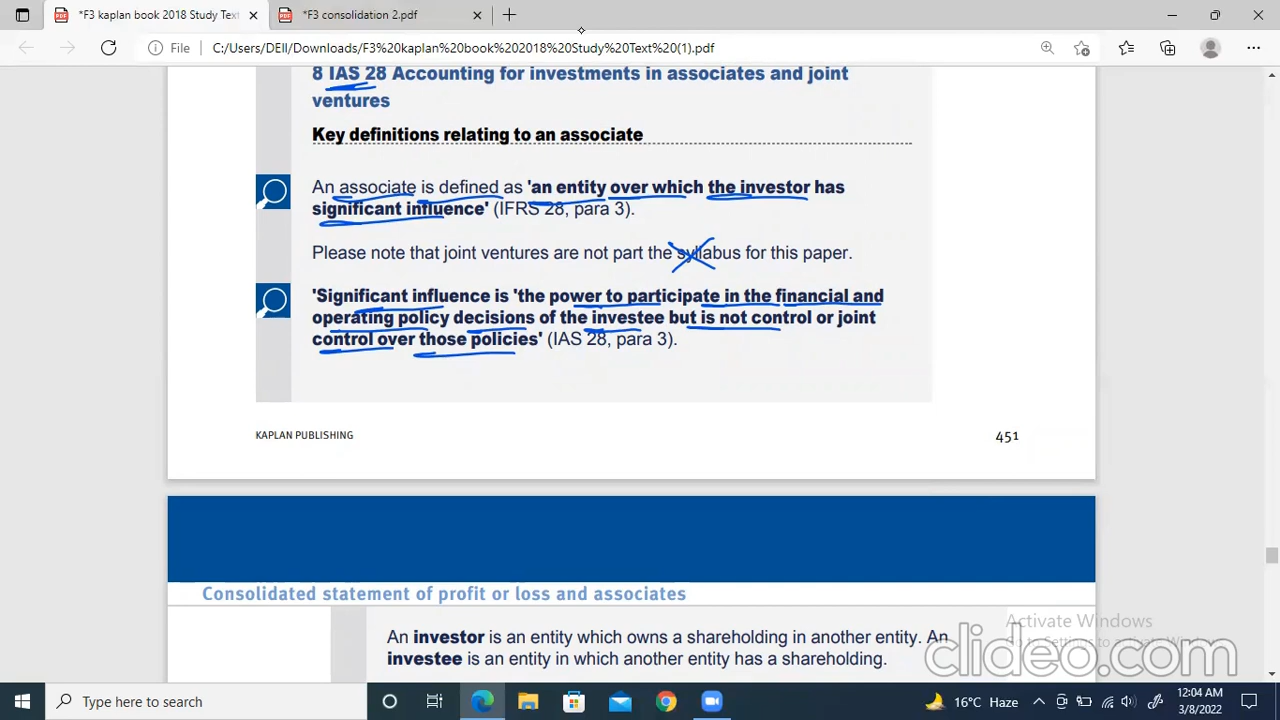 *F3 kaplan book 2018 Study Text
*F3 consolidation 2.pdf
File
C:/Users/DEll/Downloads/F3%20kaplan%20book%202018%20Study%20Text%20(1).pdf
8 IAS 28 Accounting for investments in associates and joint
ventures
Key definitions relating to an associate
An associate is defined as 'an entity over which the investor has
significant influence' (IFRS 28, para 3).
Please note that joint ventures are not part the syllabus for this paper.
'Significant influence is 'the power to participate in the financial and
operating policy decisions of the investee but is not control or joint
control over those policies' (IAS 28, para 3).
KAPLAN PUBLISHING
451
Consolidated statement of profit or loss and associates
An investor is an entity which owns a shareholding in another entity. An
investee is an entity in which another entity has a shareholding.
Activate Windows
Go to Settings to activate Windows.
clideo.com
Type here to search
16°C Haze
12:04 AM
3/8/2022